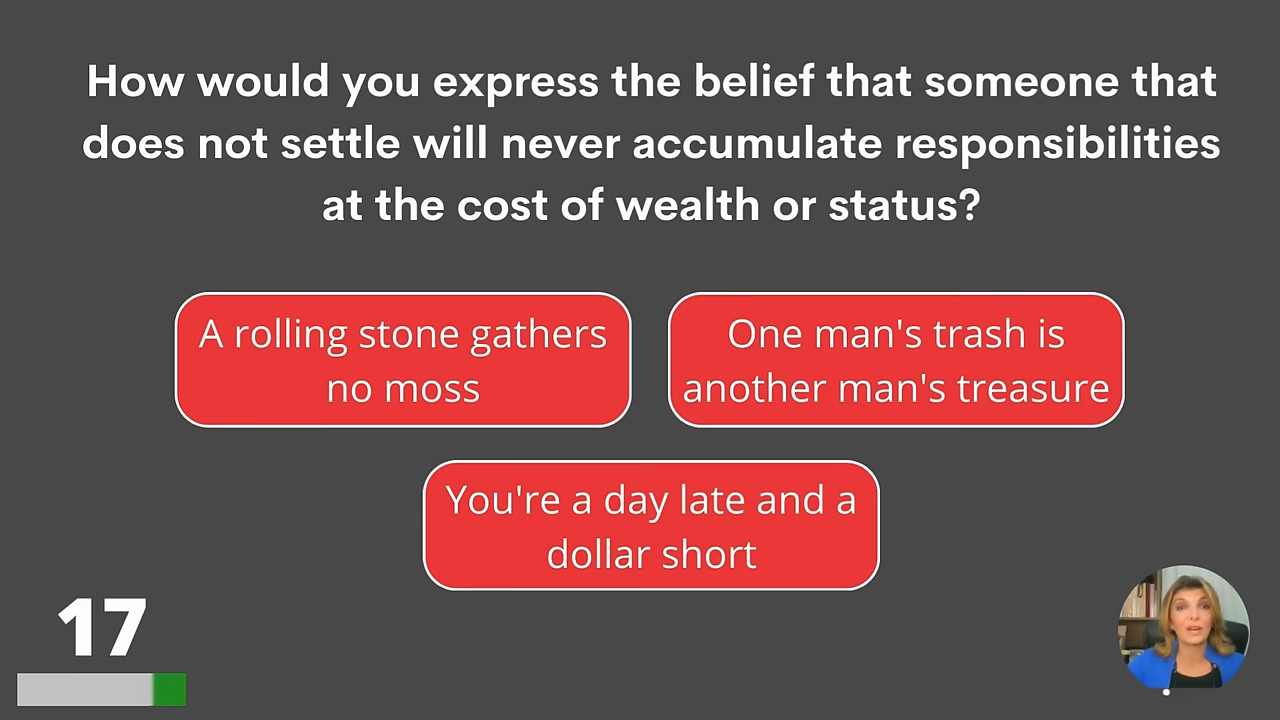 How would you express the belief that someone that
does not settle will never accumulate responsibilities
at the cost of wealth or status?
A rolling stone gathers
no moss
One man's trash is
another man's treasure
You're a day late and a
dollar short
17